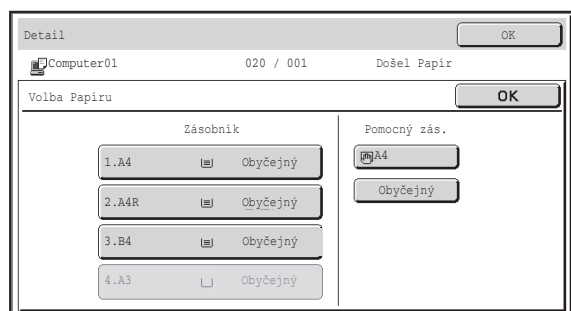 Detail OK
Computer01 020 / 001 Došel Papír
Volba Papíru OK
Zásobník Pomocný zás.
1.A4 Obyčejný A4
2.A4R Obyčejný Obyčejný
3.B4 Obyčejný
4.A3 Obyčejný